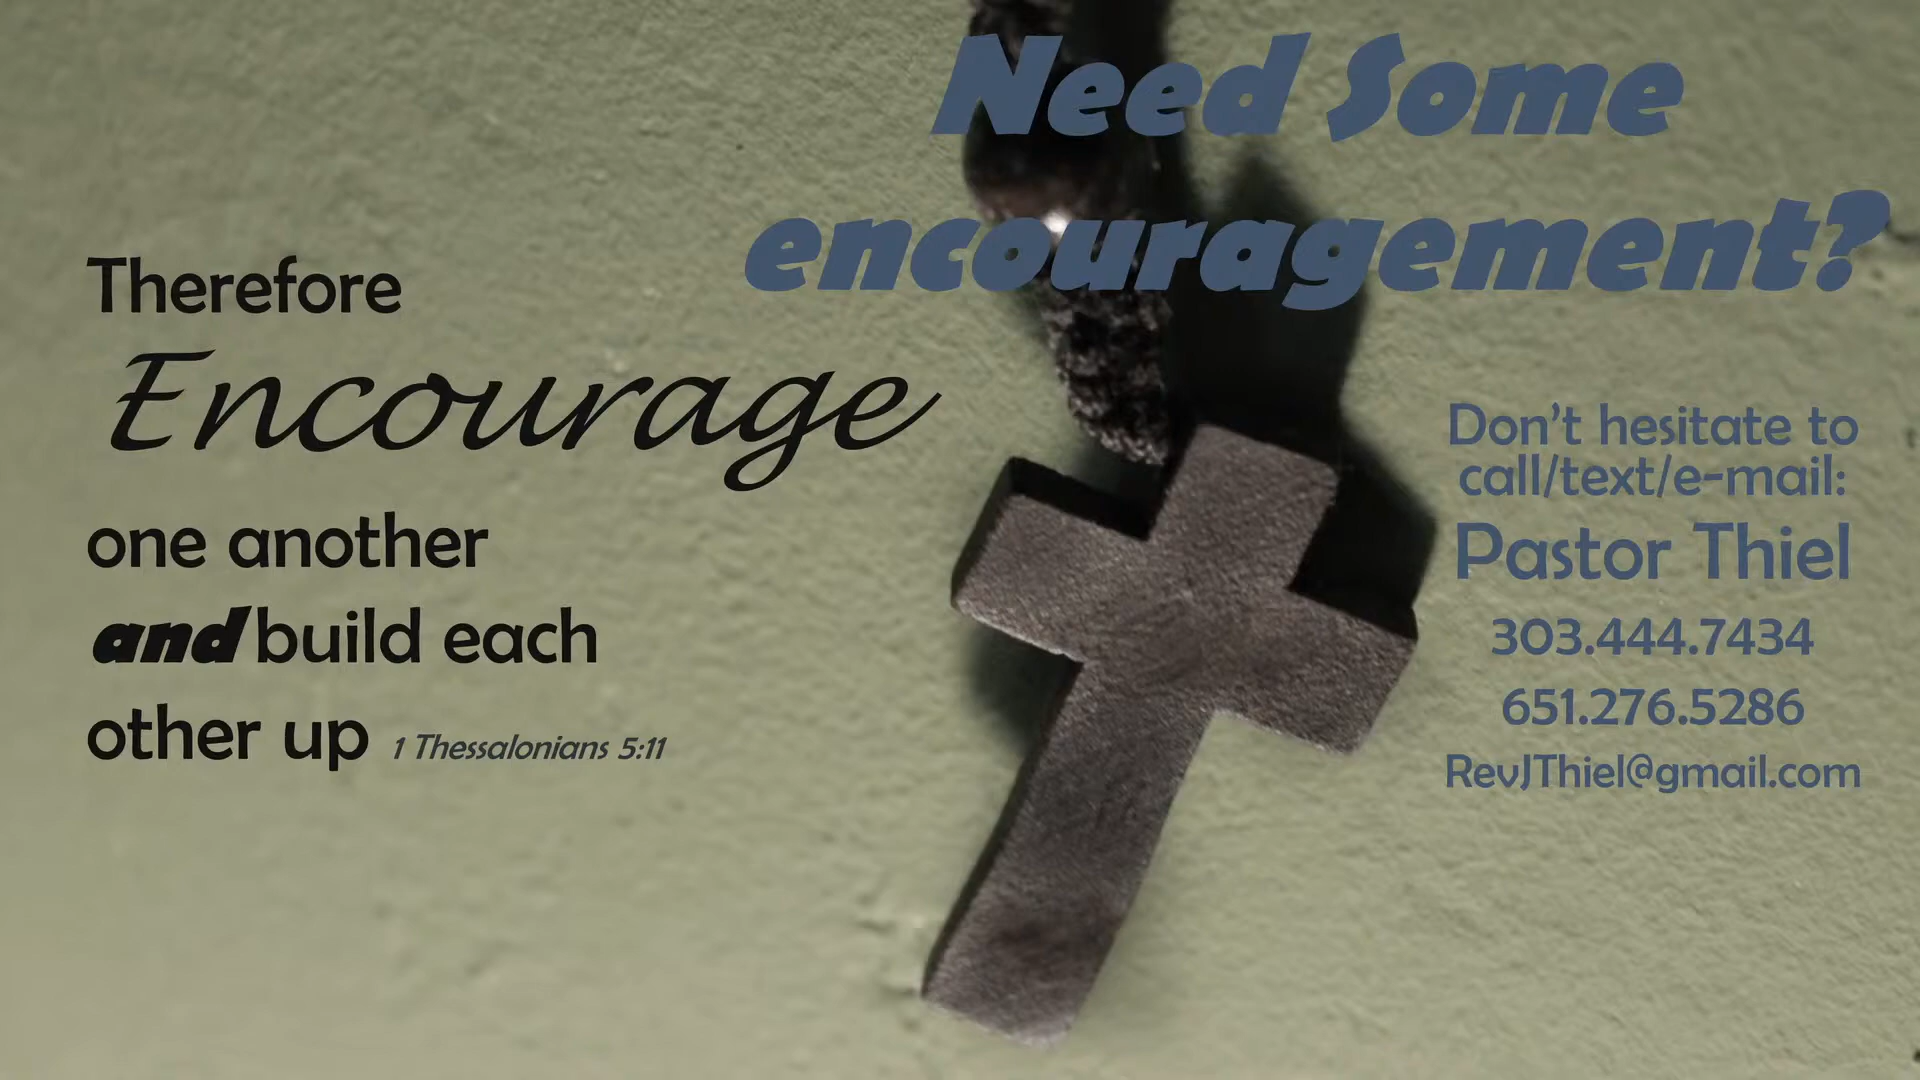 Need Some
encouragement?
Therefore
Encourage
one another
and build each
other up 1 Thessalonians 5:11
Don't hesitate to
call/text/e-mail:
Pastor Thiel
303.444.7434
651.276.5286
RevJThiel@gmail.com